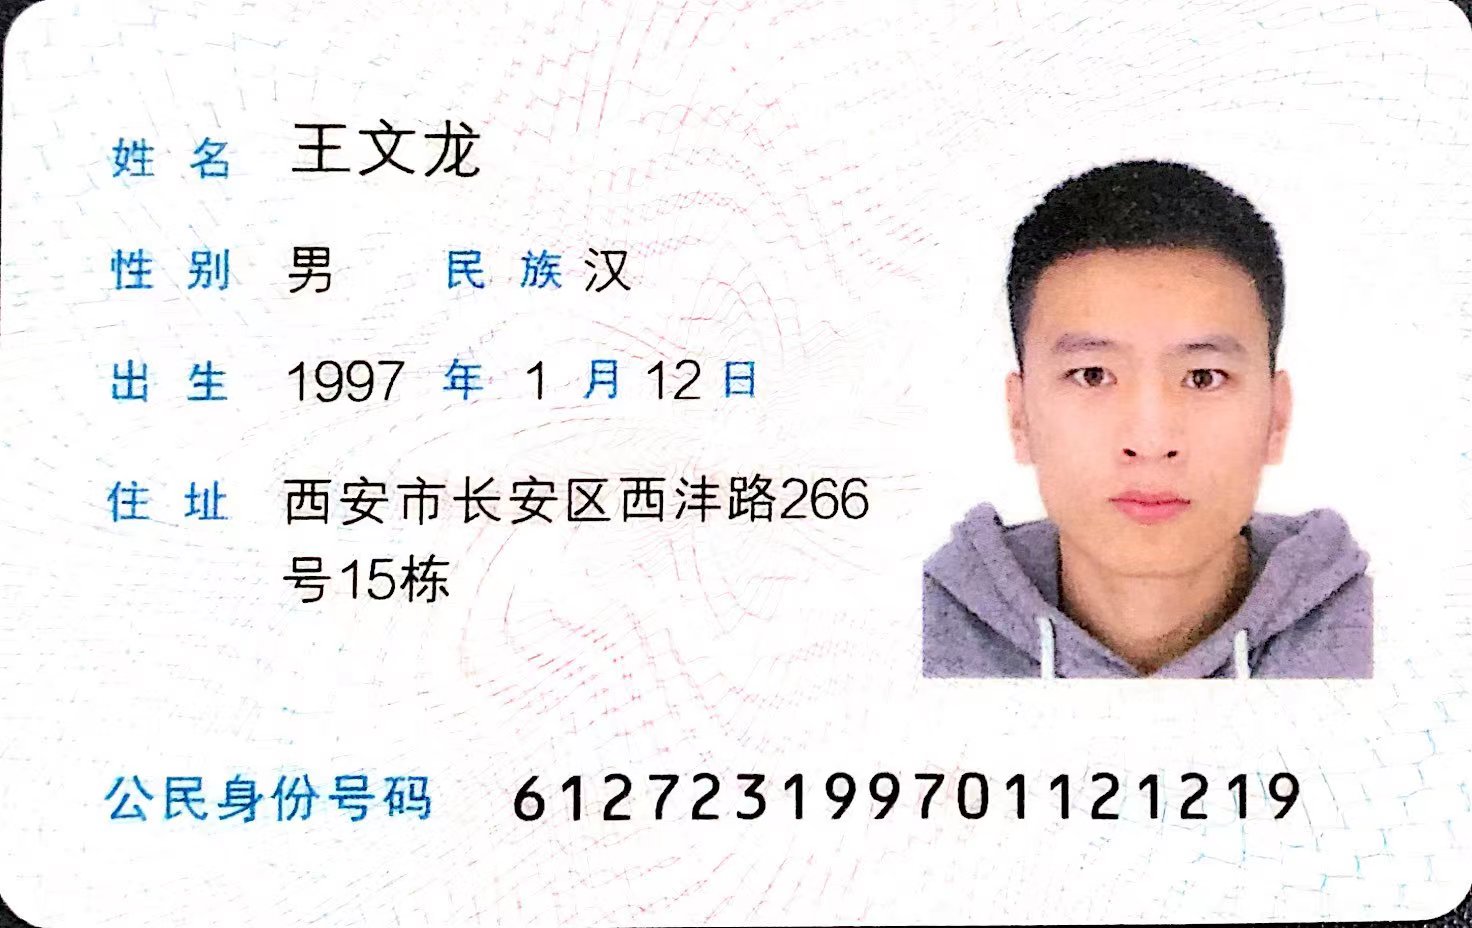 姓名 王文龙
性别 男 民族 汉
出生 1997 年 1 月 12 日
住址 西安市长安区西沣路266
号15栋
公民身份号码 612723199701121219